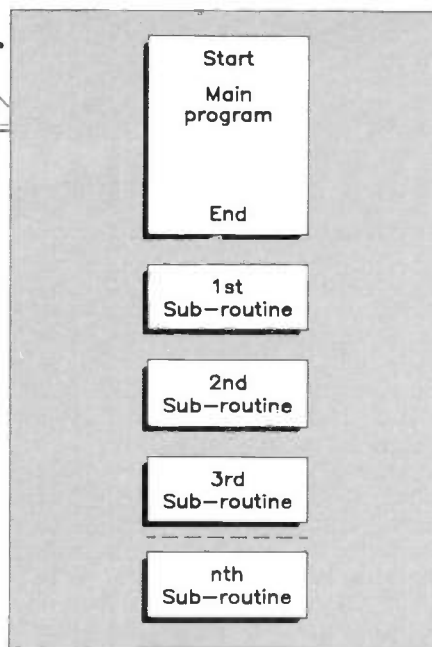 Start
Main
program
End
1st
Sub-routine
2nd
Sub-routine
3rd
Sub-routine
nth
Sub-routine